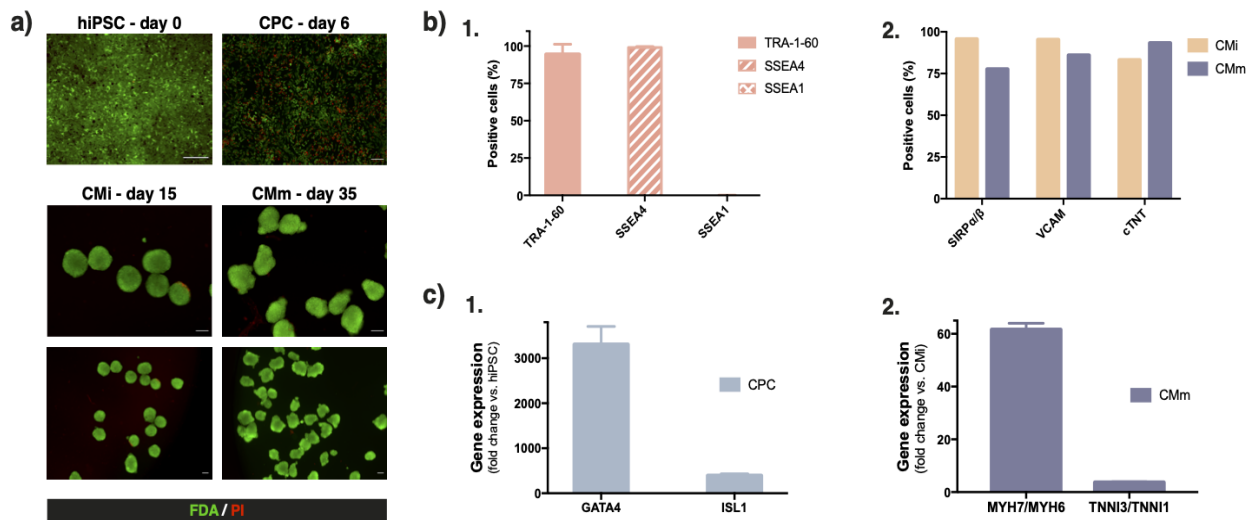 a)
hiPSC - day 0
CPC - day 6
CMi - day 15
CMm - day 35
FDA / PI
b)
1.
Positive cells (%)
100
75
50
25
0
TRA-1-60
SSEA4
SSEA1
TRA-1-60
SSEA4
SSEA1
2.
Positive cells (%)
100
75
50
25
0
SIRPα/β
VCAM
cTNT
CMi
CMm
c)
1.
Gene expression
(fold change vs. hiPSC)
3000
2000
1000
0
GATA4
ISL1
CPC
2.
Gene expression
(fold change vs. CMi)
60
40
20
0
MYH7/MYH6
TNNI3/TNNI1
CMm